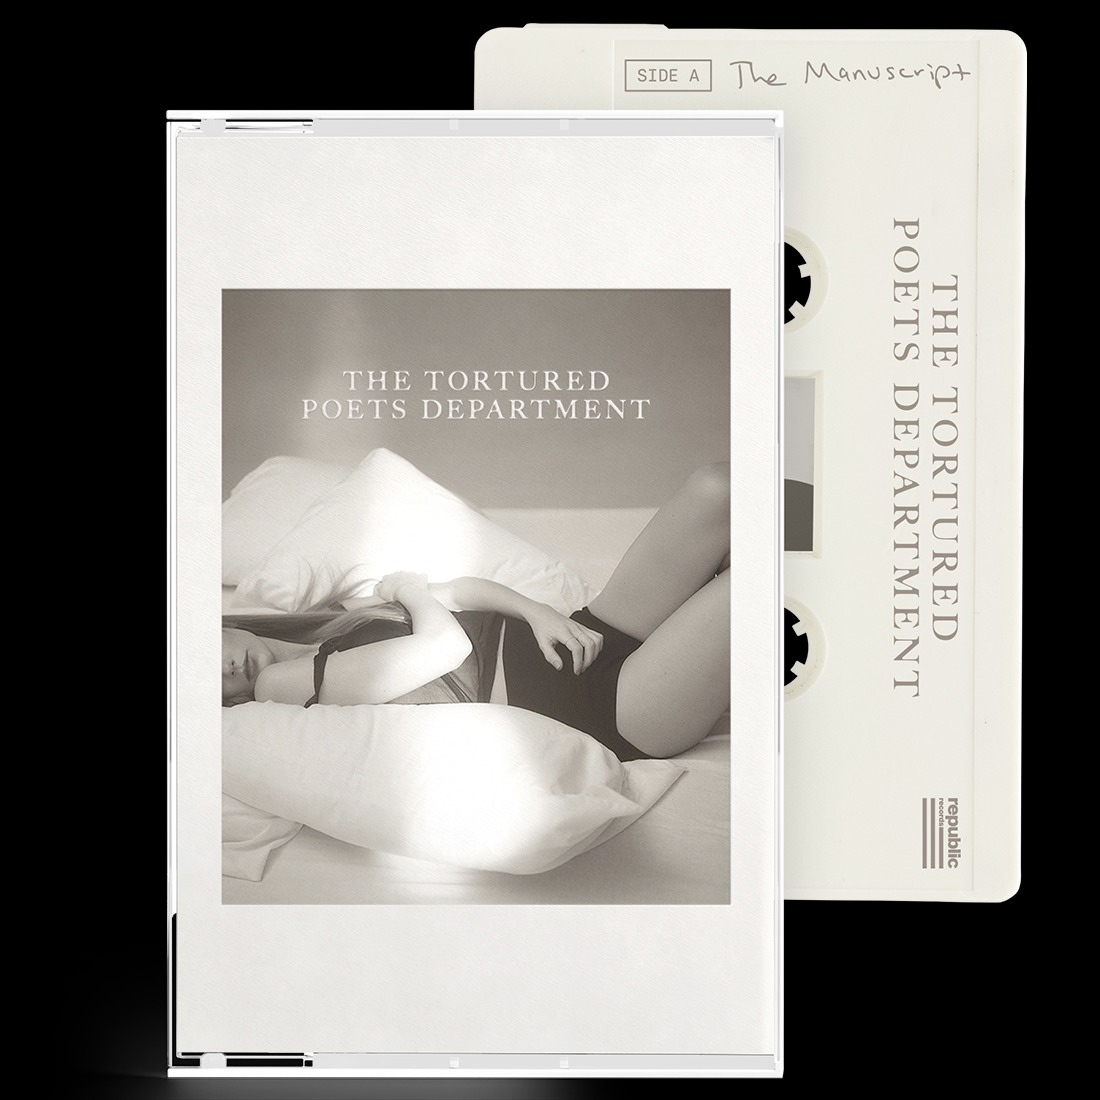 SIDE A The Manuscript
THE TORTURED
POETS DEPARTMENT
THE TORTURED
POETS DEPARTMENT
republic
records